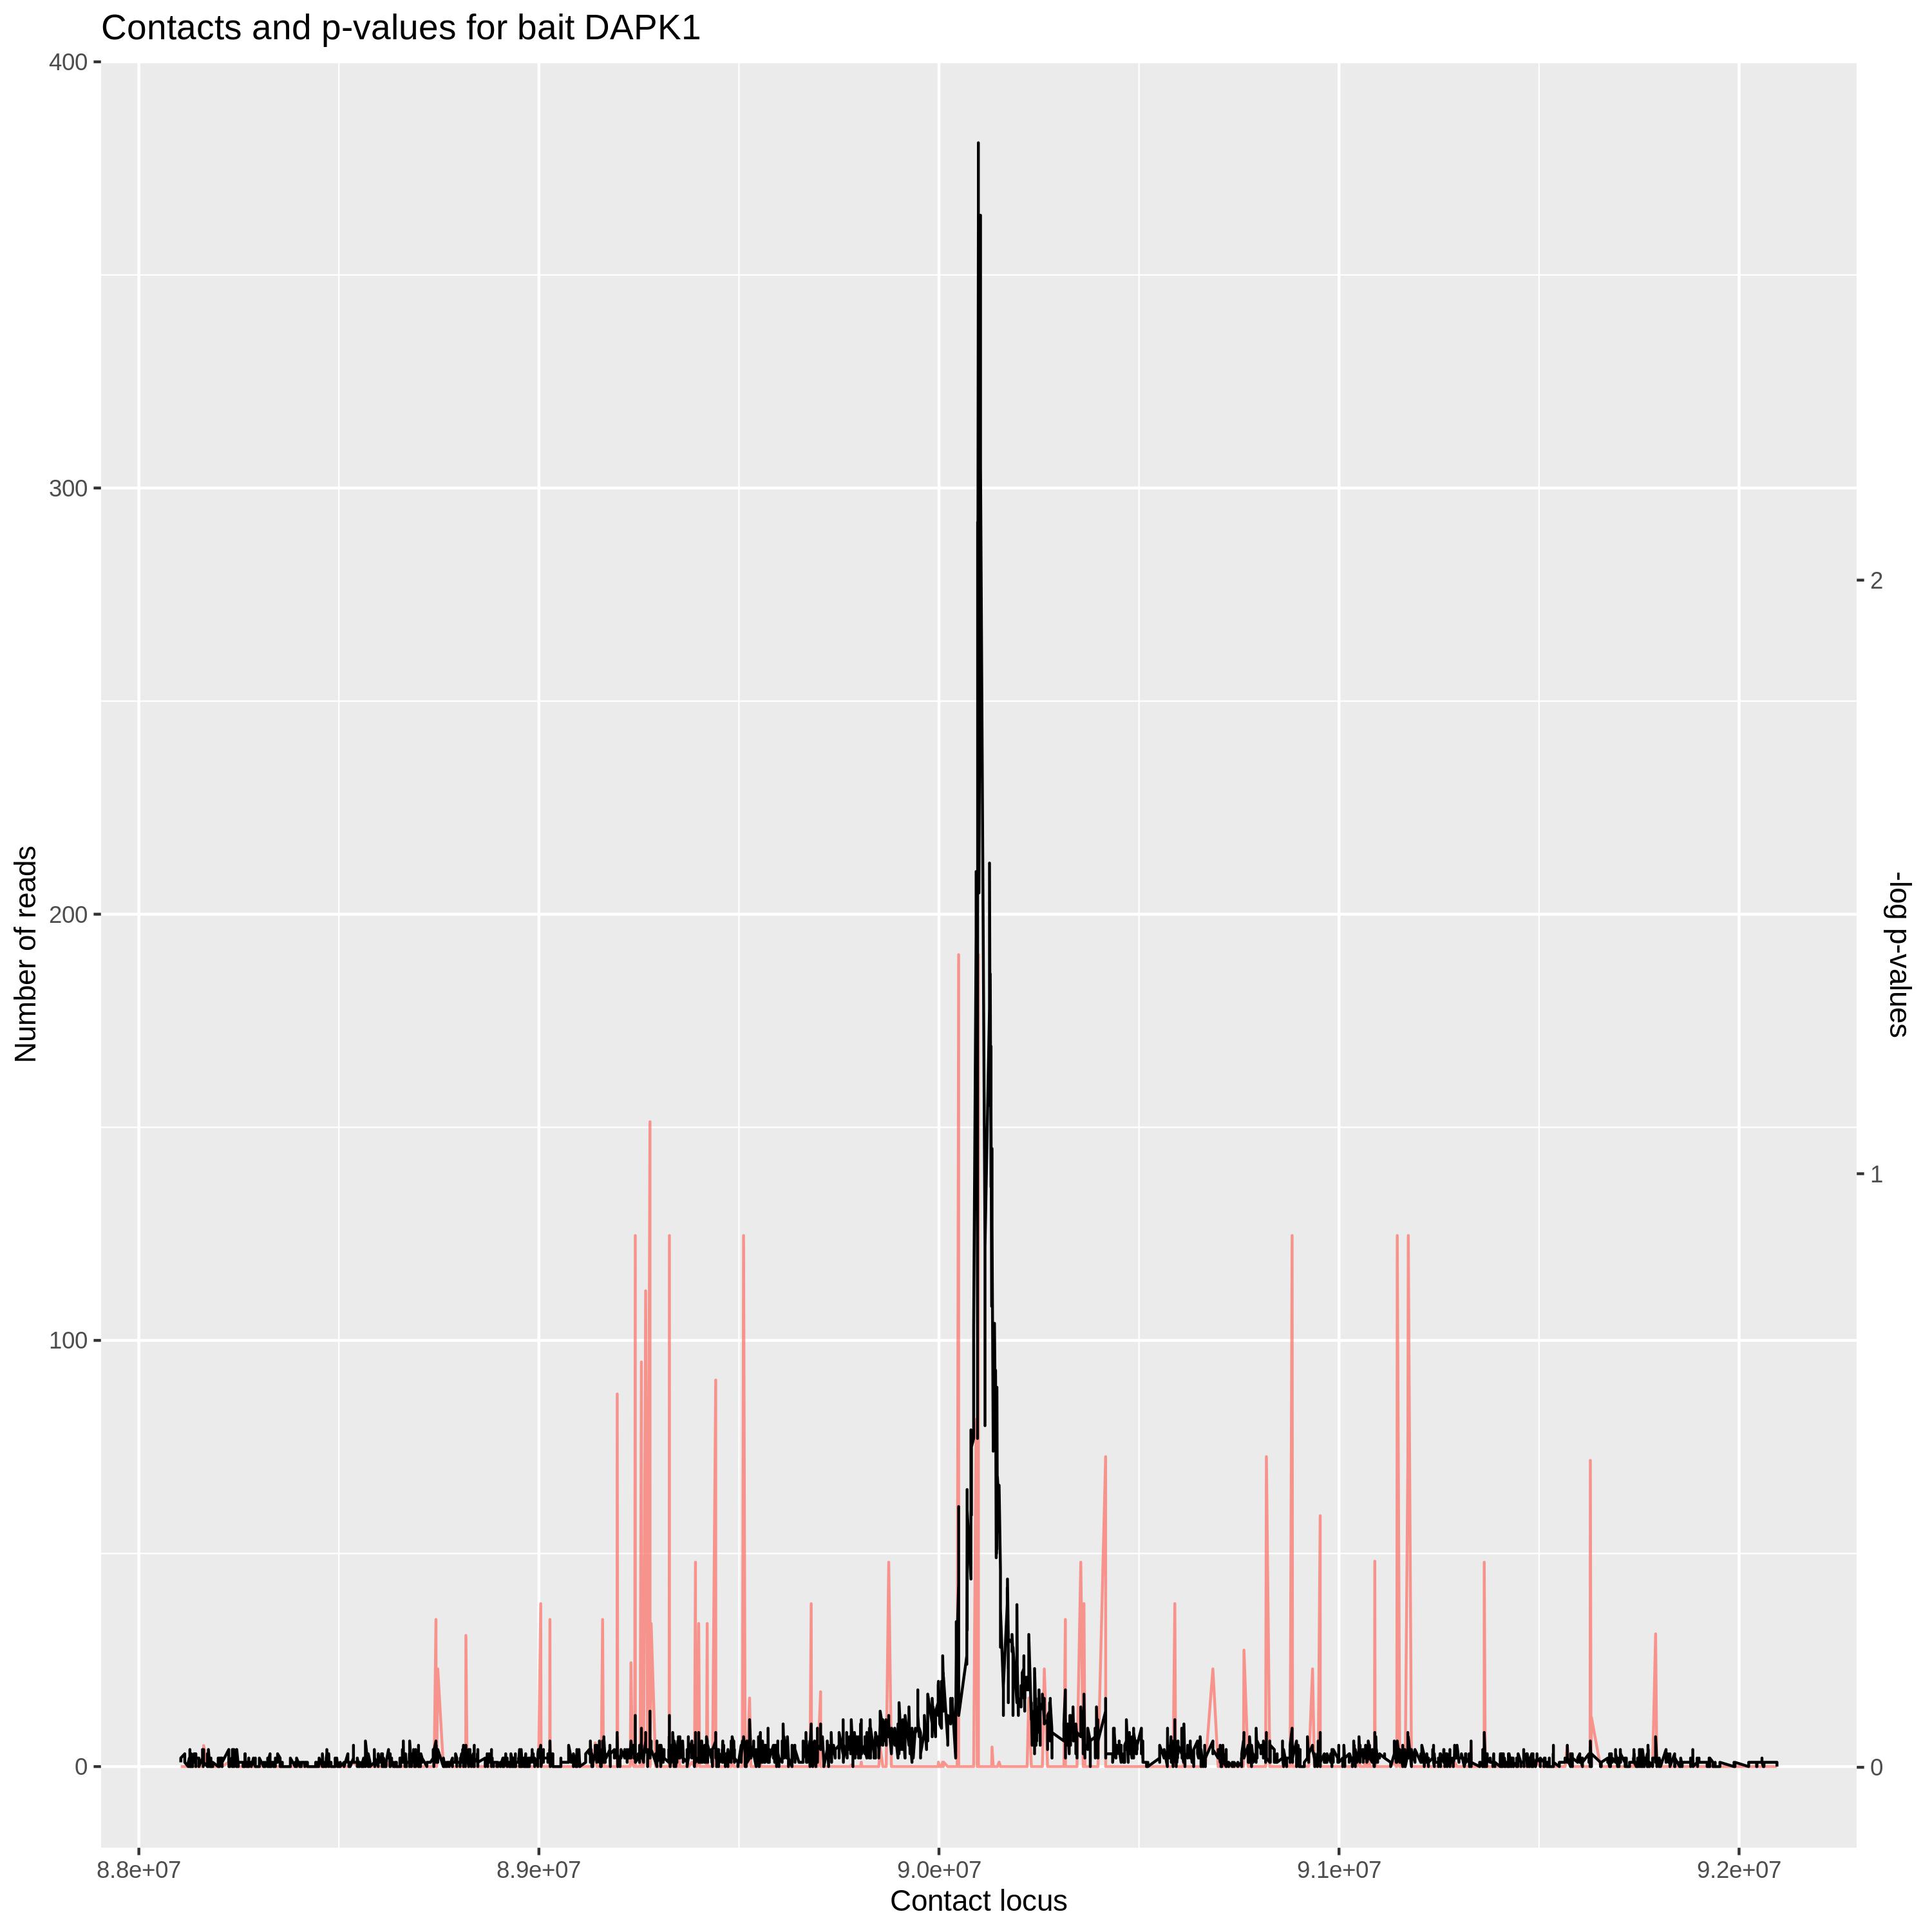 Contacts and p-values for bait DAPK1
400
300
200
100
0
Number of reads
2
1
0
-log p-values
8.8e+07 8.9e+07 9.0e+07 9.1e+07 9.2e+07
Contact locus